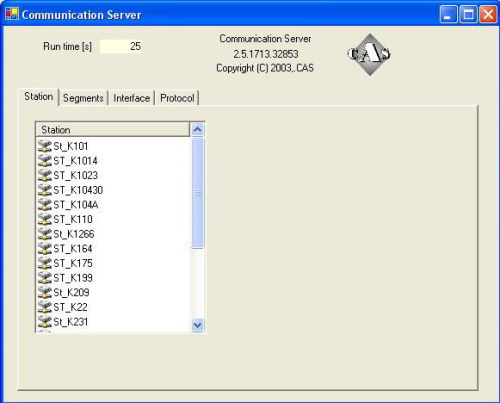 Communication Server
Run time [s] 25
Communication Server
2.5.1713.32853
Copyright (C) 2003,.CAS
CAS
Station Segments Interface Protocol
Station
St_K101
ST_K1014
ST_K1023
ST_K10430
ST_K104A
ST_K110
St_K1266
ST_K164
ST_K175
ST_K199
St_K209
ST_K22
St_K231